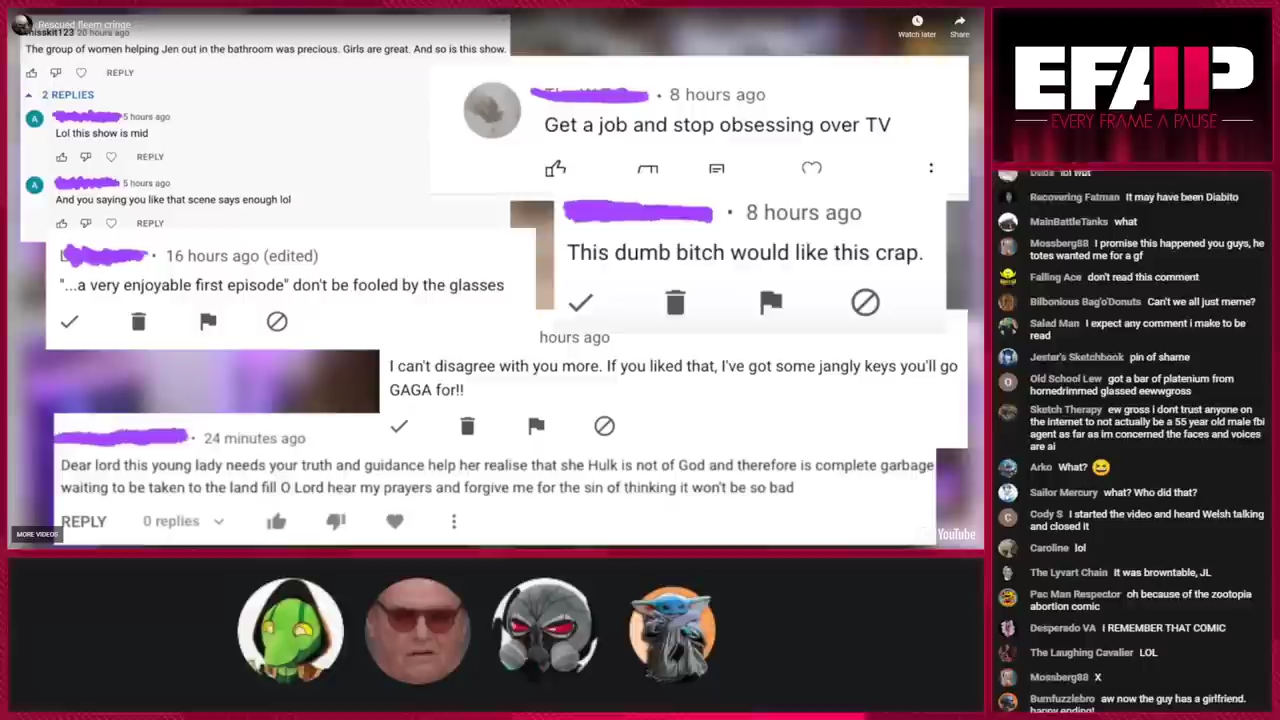 Rescued fleem cringe
misskit123 20 hours ago
The group of women helping Jen out in the bathroom was precious. Girls are great. And so is this show.
REPLY
2 REPLIES
A
5 hours ago
Lol this show is mid
REPLY
A
5 hours ago
And you saying you like that scene says enough lol
REPLY
Watch later
Share
• 8 hours ago
Get a job and stop obsessing over TV
• 8 hours ago
This dumb bitch would like this crap.
L
• 16 hours ago (edited)
"...a very enjoyable first episode" don't be fooled by the glasses
hours ago
I can't disagree with you more. If you liked that, I've got some jangly keys you'll go
GAGA for!!
• 24 minutes ago
Dear lord this young lady needs your truth and guidance help her realise that she Hulk is not of God and therefore is complete garbage
waiting to be taken to the land fill O Lord hear my prayers and forgive me for the sin of thinking it won't be so bad
REPLY
0 replies
MORE VIDEOS
YouTube
EFAP
EVERY FRAME A PAUSE
lol wut
Recovering Fatman It may have been Diabito
MainBattleTanks what
Mossberg88 I promise this happened you guys, he
totes wanted me for a gf
Falling Ace don't read this comment
Bilbonious Bag'o'Donuts Can't we all just meme?
Salad Man I expect any comment i make to be
read
Jester's Sketchbook pin of shame
O
Old School Lew got a bar of platenium from
hornedrimmed glassed eewwgross
Sketch Therapy ew gross i dont trust anyone on
the internet to not actually be a 55 year old male fbi
agent as far as im concerned the faces and voices
are ai
Arko What? 😂
Sailor Mercury what? Who did that?
C
Cody S I started the video and heard Welsh talking
and closed it
Caroline lol
The Lyvart Chain It was browntable, JL
Pac Man Respector oh because of the zootopia
abortion comic
Desperado VA I REMEMBER THAT COMIC
The Laughing Cavalier LOL
Mossberg88 X
Bumfuzzlebro aw now the guy has a girlfriend.
happy ending!